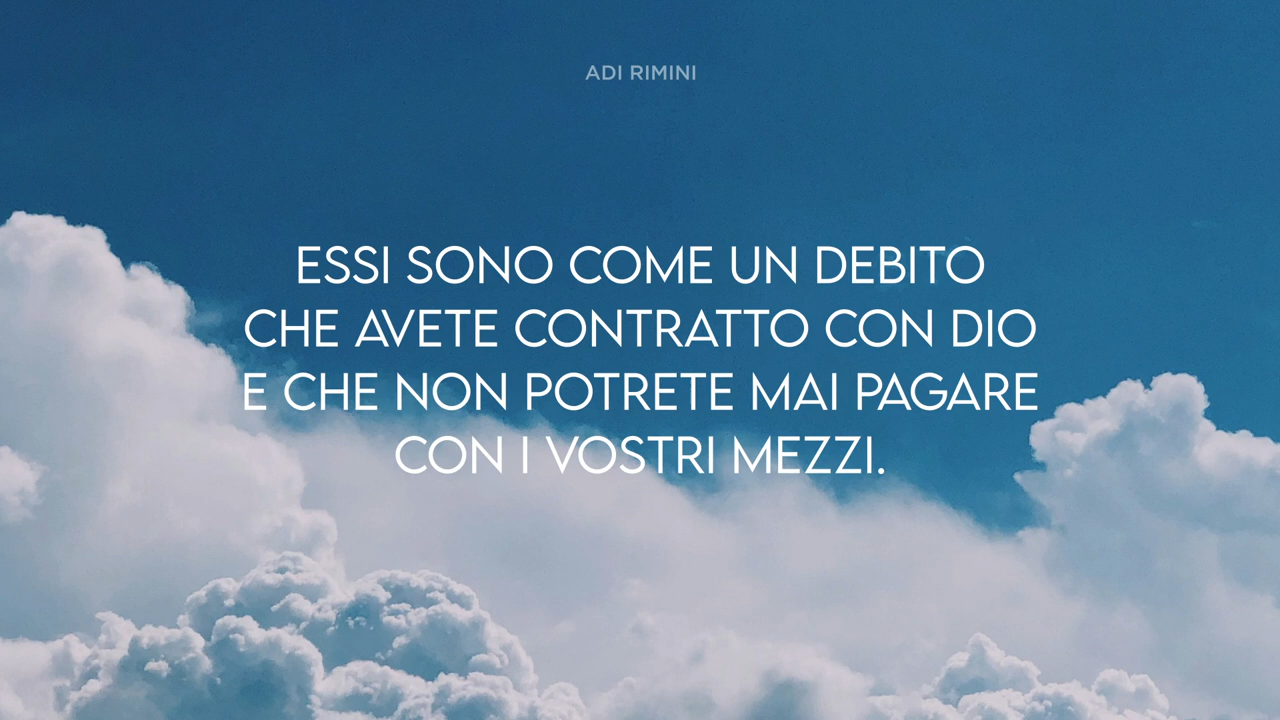 ADI RIMINI
ESSI SONO COME UN DEBITO
CHE AVETE CONTRATTO CON DIO
E CHE NON POTRETE MAI PAGARE
CON I VOSTRI MEZZI.